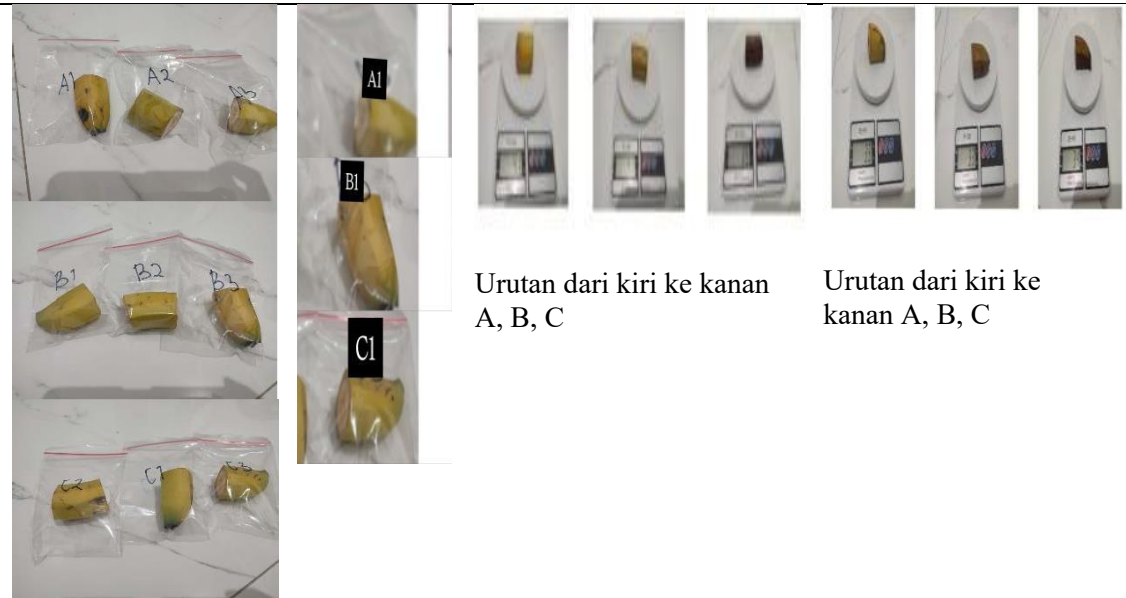 A1 A2 A3
B1 B2 B3
C2 C1 C3
A1
B1
C1
Urutan dari kiri ke kanan
A, B, C
Urutan dari kiri ke
kanan A, B, C